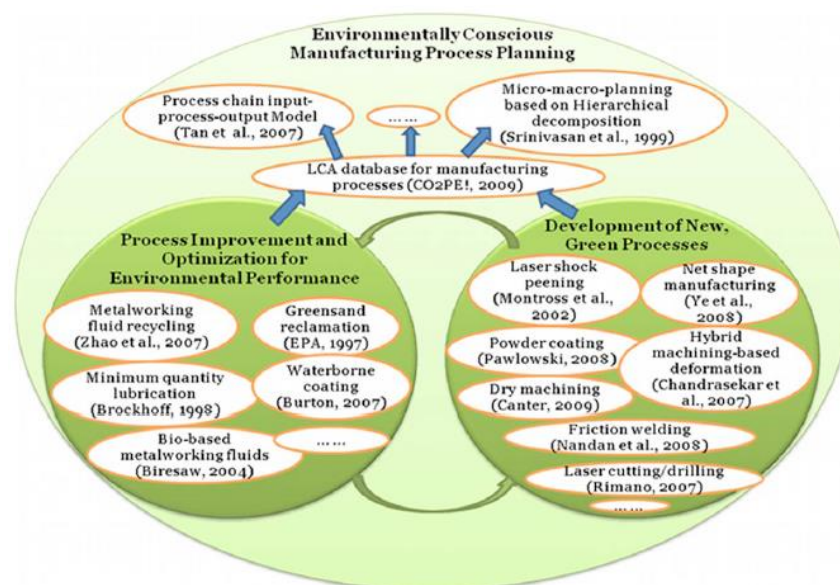 Environmentally Conscious
Manufacturing Process Planning
Process chain input-
process-output Model
(Tan et al., 2007)
... ...
Micro-macro-planning
based on Hierarchical
decomposition
(Srinivasan et al., 1999)
LCA database for manufacturing
processes (CO2PE!, 2009)
Process Improvement and
Optimization for
Environmental Performance
Metalworking
fluid recycling
(Zhao et al., 2007)
Greensand
reclamation
(EPA, 1997)
Minimum quantity
lubrication
(Brockhoff, 1998)
Waterborne
coating
(Burton, 2007)
Bio-based
metalworking fluids
(Biresaw, 2004)
... ...
Development of New,
Green Processes
Laser shock
peening
(Montross et al.,
2002)
Net shape
manufacturing
(Ye et al.,
2008)
Powder coating
(Pawlowski, 2008)
Hybrid
machining-based
deformation
(Chandrasekar et
al., 2007)
Dry machining
(Canter, 2009)
Friction welding
(Nandan et al., 2008)
Laser cutting/drilling
(Rimano, 2007)
... ...